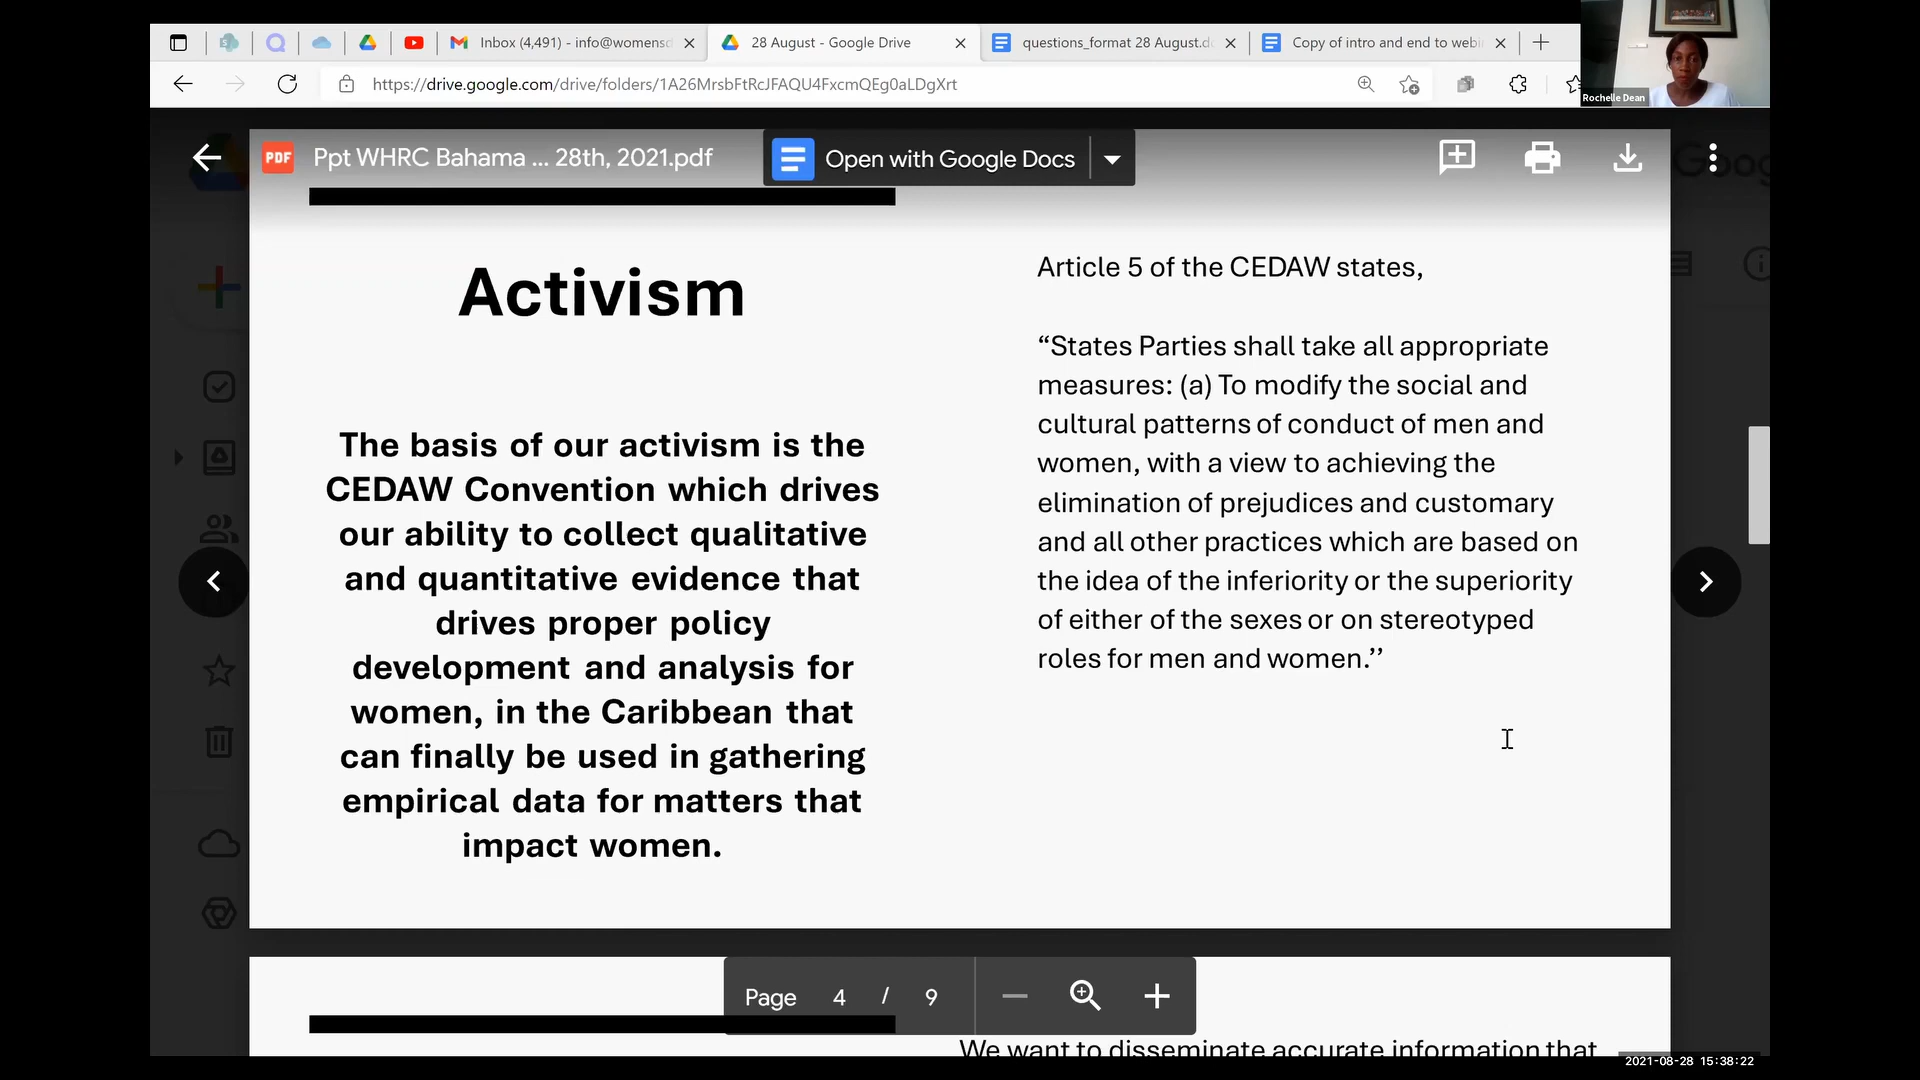 Inbox (4,491) - info@womensd
28 August - Google Drive
questions_format 28 August.do
Copy of intro and end to webi
https://drive.google.com/drive/folders/1A26MrsbFtRcJFAQU4FxcmQEg0aLDgXrt
Rochelle Dean
PDF
Ppt WHRC Bahama ... 28th, 2021.pdf
Open with Google Docs
Goog
Activism
The basis of our activism is the
CEDAW Convention which drives
our ability to collect qualitative
and quantitative evidence that
drives proper policy
development and analysis for
women, in the Caribbean that
can finally be used in gathering
empirical data for matters that
impact women.
Article 5 of the CEDAW states,
“States Parties shall take all appropriate
measures: (a) To modify the social and
cultural patterns of conduct of men and
women, with a view to achieving the
elimination of prejudices and customary
and all other practices which are based on
the idea of the inferiority or the superiority
of either of the sexes or on stereotyped
roles for men and women.’’
Page 4 / 9
We want to disseminate accurate information that
2021-08-28 15:38:22